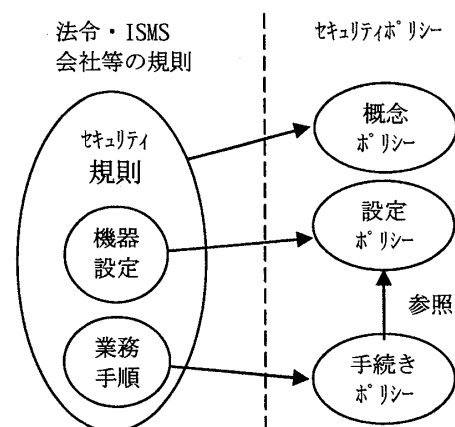 法令・ISMS
会社等の規則
ｾｷｭﾘﾃｨﾎﾟﾘｼｰ
ｾｷｭﾘﾃｨ
規則
機器
設定
業務
手順
概念
ﾎﾟﾘｼｰ
設定
ﾎﾟﾘｼｰ
参照
手続き
ﾎﾟﾘｼｰ